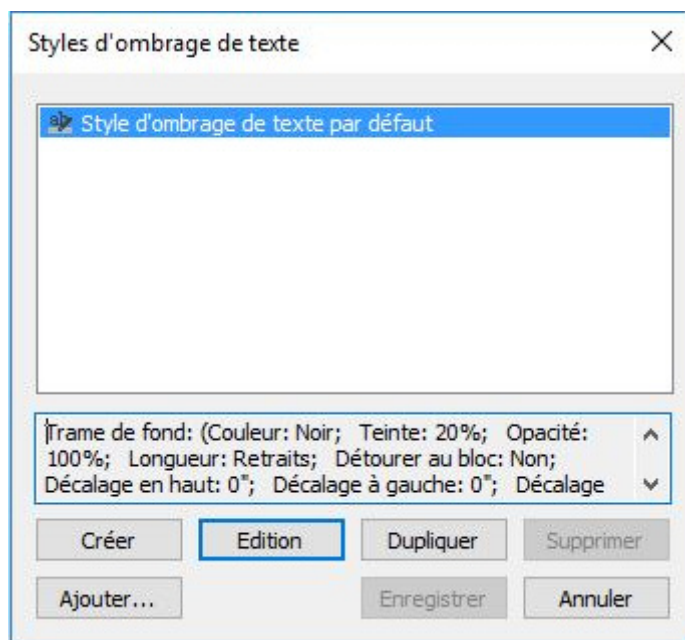 Styles d'ombrage de texte
Style d'ombrage de texte par défaut
Trame de fond: (Couleur: Noir; Teinte: 20%; Opacité:
100%; Longueur: Retraits; Détourer au bloc: Non;
Décalage en haut: 0"; Décalage à gauche: 0"; Décalage
Créer Edition Dupliquer Supprimer
Ajouter... Enregistrer Annuler